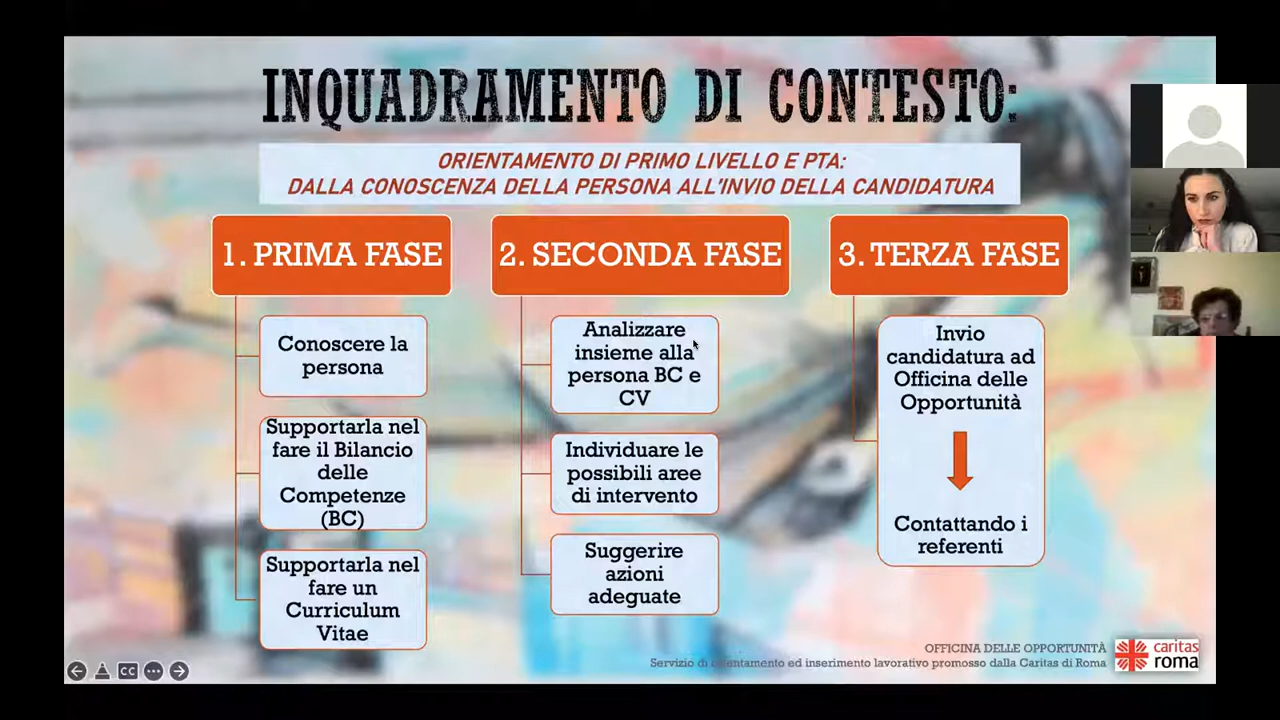 INQUADRAMENTO DI CONTESTO:
ORIENTAMENTO DI PRIMO LIVELLO E PTA:
DALLA CONOSCENZA DELLA PERSONA ALL'INVIO DELLA CANDIDATURA
1. PRIMA FASE
Conoscere la
persona
Supportarla nel
fare il Bilancio
delle
Competenze
(BC)
Supportarla nel
fare un
Curriculum
Vitae
2. SECONDA FASE
Analizzare
insieme alla
persona BC e
CV
Individuare le
possibili aree
di intervento
Suggerire
azioni
adeguate
3. TERZA FASE
Invio
candidatura ad
Officina delle
Opportunità
Contattando i
referenti
OFFICINA DELLE OPPORTUNITÀ
Servizio di orientamento ed inserimento lavorativo promosso dalla Caritas di Roma
caritas
roma
CC